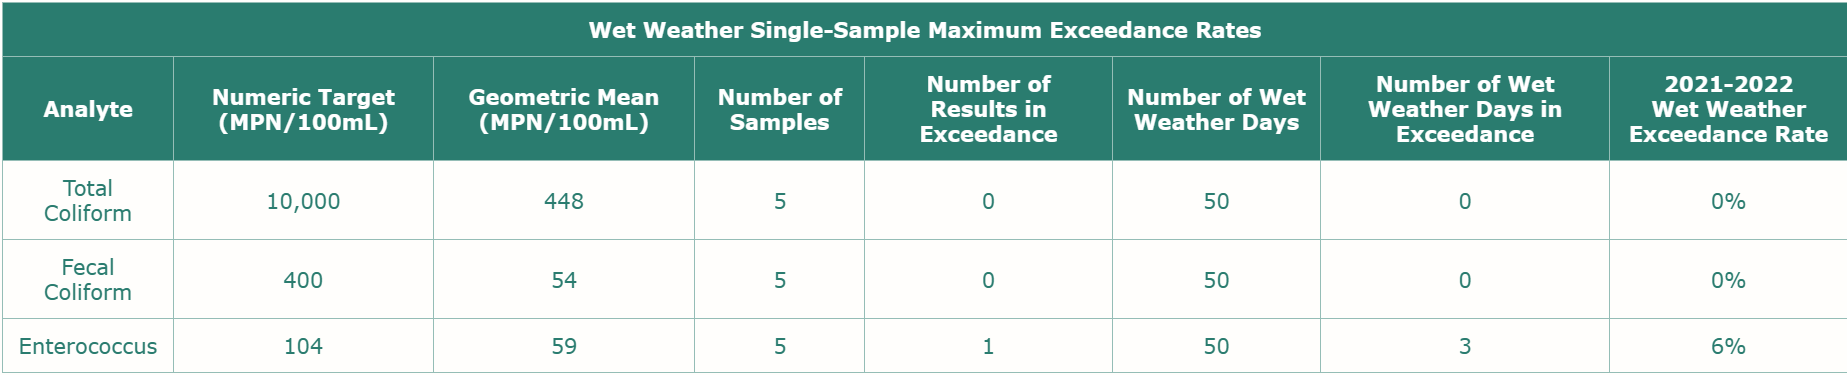 Wet Weather Single-Sample Maximum Exceedance Rates
Analyte
Numeric Target
(MPN/100mL)
Geometric Mean
(MPN/100mL)
Number of
Samples
Number of
Results in
Exceedance
Number of Wet
Weather Days
Number of Wet
Weather Days in
Exceedance
2021-2022
Wet Weather
Exceedance Rate
Total
Coliform
10,000
448
5
0
50
0
0%
Fecal
Coliform
400
54
5
0
50
0
0%
Enterococcus
104
59
5
1
50
3
6%